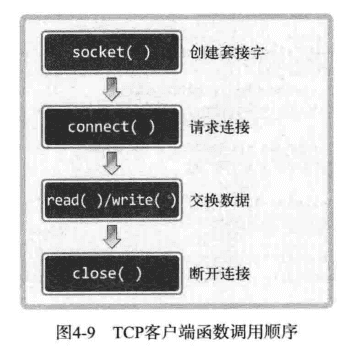 socket( ) 创建套接字
connect( ) 请求连接
read( )/write( ) 交换数据
close( ) 断开连接
图4-9 TCP客户端函数调用顺序